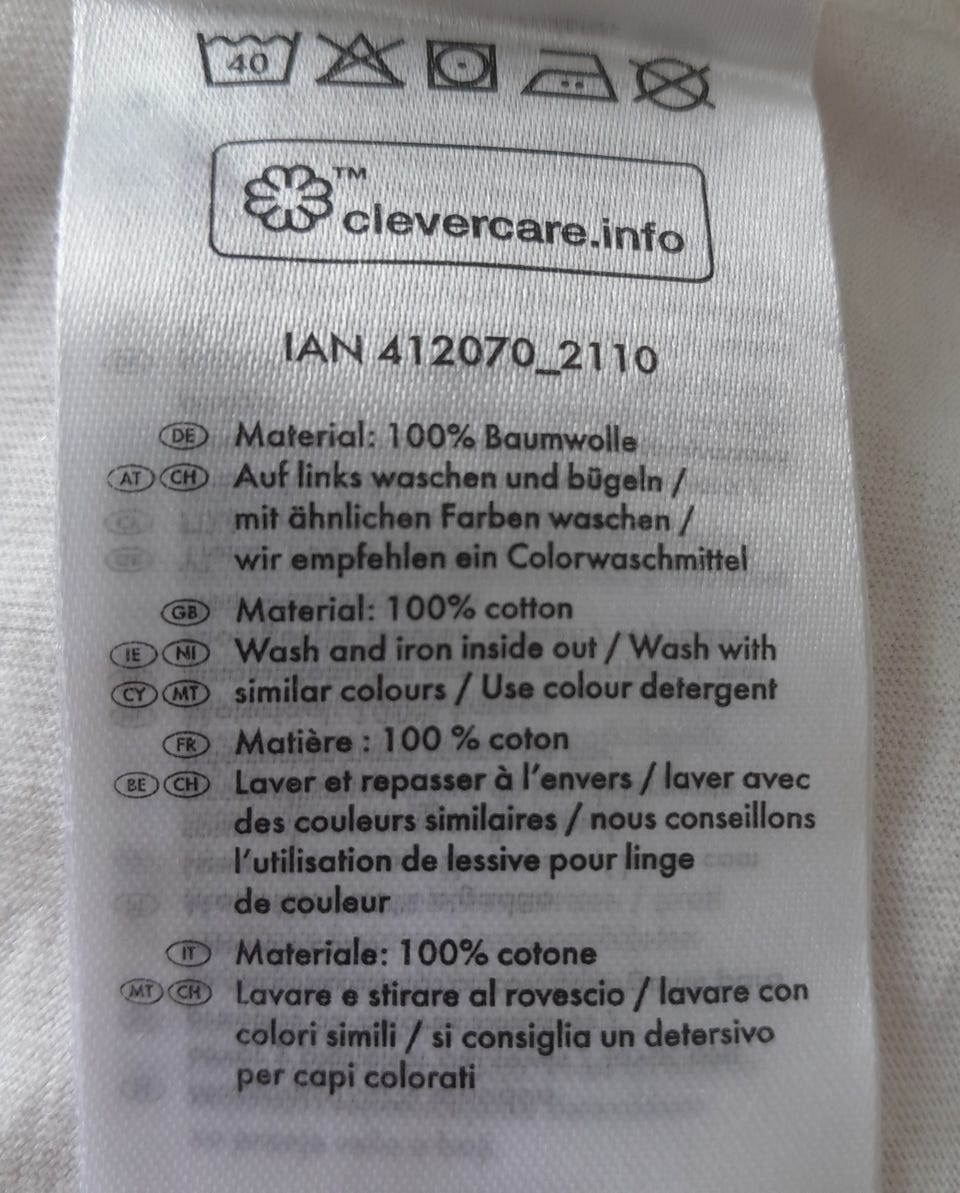 40
TM
clevercare.info
IAN 412070_2110
DE Material: 100% Baumwolle
AT CH Auf links waschen und bügeln /
mit ähnlichen Farben waschen /
wir empfehlen ein Colorwaschmittel
GB Material: 100% cotton
IE NI Wash and iron inside out / Wash with
CY MT similar colours / Use colour detergent
FR Matière : 100 % coton
BE CH Laver et repasser à l'envers / laver avec
des couleurs similaires / nous conseillons
l'utilisation de lessive pour linge
de couleur
IT Materiale: 100% cotone
MT CH Lavare e stirare al rovescio / lavare con
colori simili / si consiglia un detersivo
per capi colorati